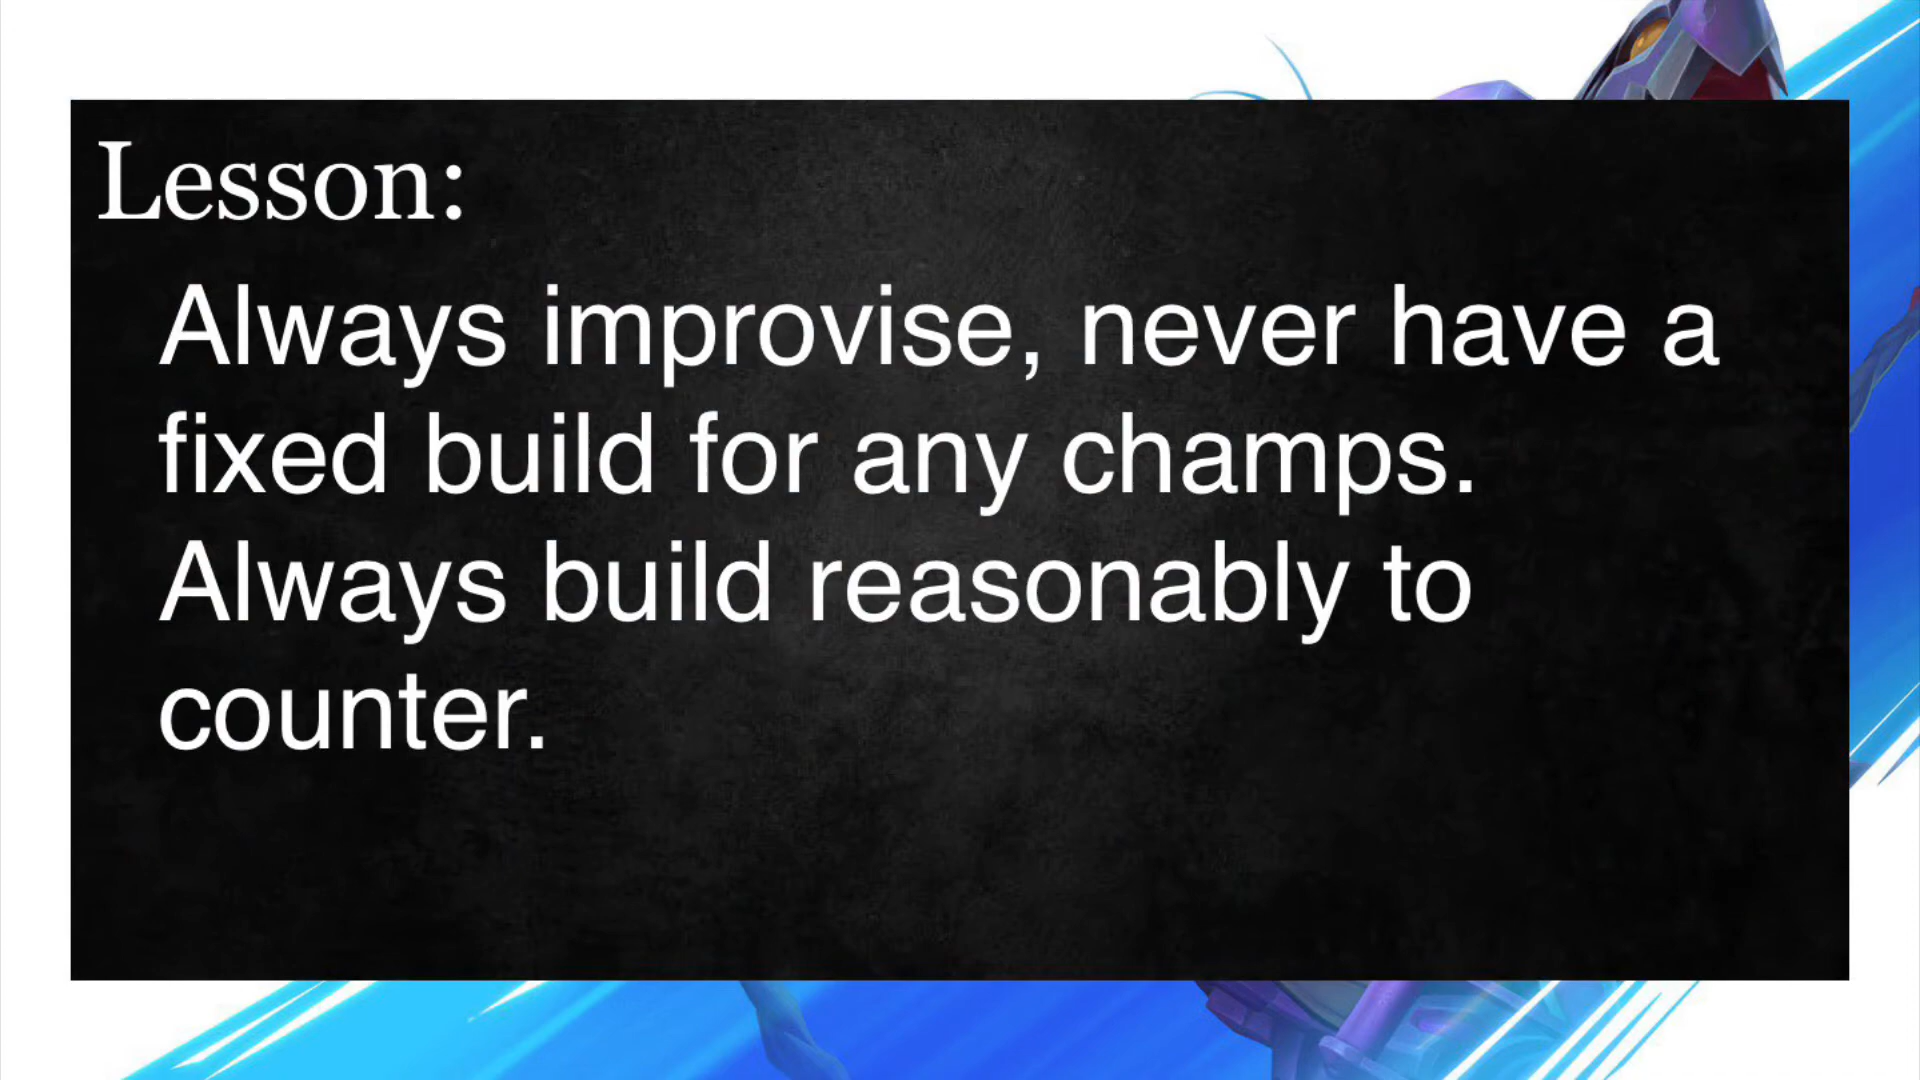 Lesson:
Always improvise, never have a
fixed build for any champs.
Always build reasonably to
counter.